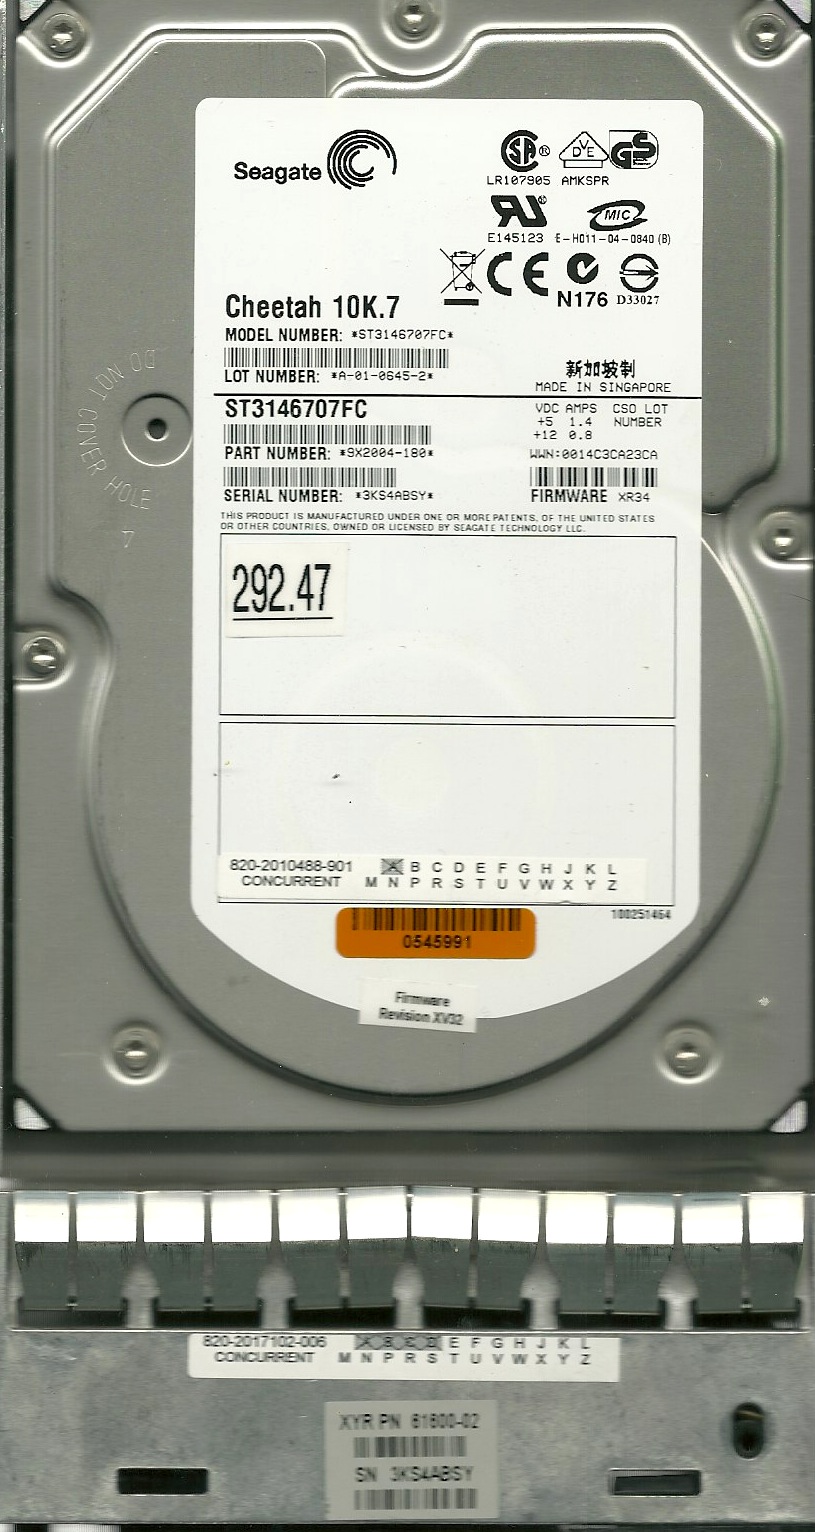 Seagate
LR107905 AMKSPR
E145123 E-H011-04-0840 (B)
MIC
N176 D33027
Cheetah 10K.7
MODEL NUMBER: *ST3146707FC*
LOT NUMBER: *A-01-0645-2*
新加坡制
MADE IN SINGAPORE
ST3146707FC
VDC AMPS CSO LOT
+5 1.4 NUMBER
+12 0.8
PART NUMBER: *9X2004-180*
WWN:0014C3CA23CA
SERIAL NUMBER: *3KS4ABSY*
FIRMWARE XR34
THIS PRODUCT IS MANUFACTURED UNDER ONE OR MORE PATENTS, OF THE UNITED STATES
OR OTHER COUNTRIES, OWNED OR LICENSED BY SEAGATE TECHNOLOGY LLC.
DO NOT
COVER HOLE
292.47
820-2010488-901 A B C D E F G H J K L
CONCURRENT M N P R S T U V W X Y Z
100251464
0545991
Firmware
Revision XV32
820-2017102-006 A B C D E F G H J K L
CONCURRENT M N P R S T U V W X Y Z
XYR PN 61600-02
SN 3KS4ABSY